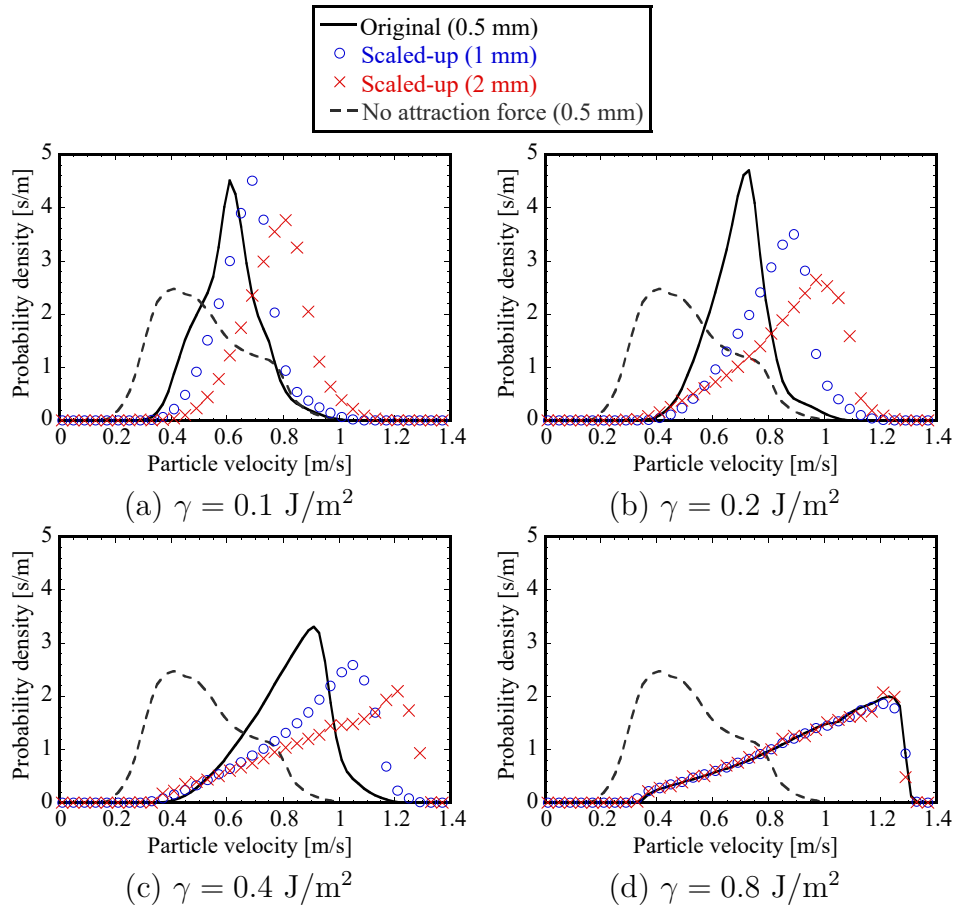 Original (0.5 mm)
Scaled-up (1 mm)
Scaled-up (2 mm)
No attraction force (0.5 mm)
Probability density [s/m]
5
4
3
2
1
0
0 0.2 0.4 0.6 0.8 1 1.2 1.4
Particle velocity [m/s]
(a) γ = 0.1 J/m²
Probability density [s/m]
5
4
3
2
1
0
0 0.2 0.4 0.6 0.8 1 1.2 1.4
Particle velocity [m/s]
(b) γ = 0.2 J/m²
Probability density [s/m]
5
4
3
2
1
0
0 0.2 0.4 0.6 0.8 1 1.2 1.4
Particle velocity [m/s]
(c) γ = 0.4 J/m²
Probability density [s/m]
5
4
3
2
1
0
0 0.2 0.4 0.6 0.8 1 1.2 1.4
Particle velocity [m/s]
(d) γ = 0.8 J/m²